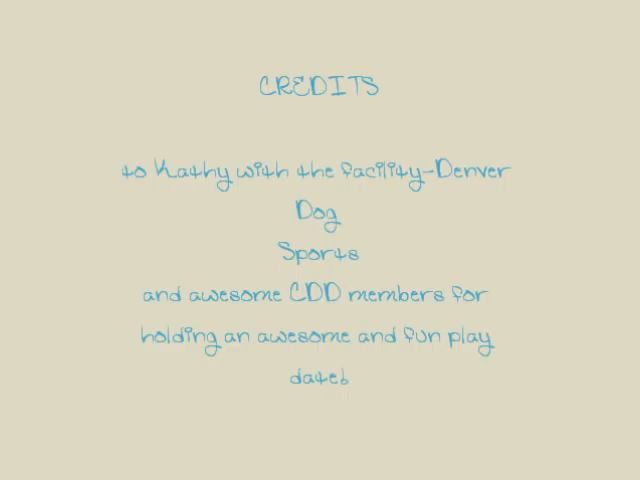 CREDITS
to Kathy with the facility-Denver
Dog
Sports
and awesome CDD members for
holding an awesome and fun play
date!